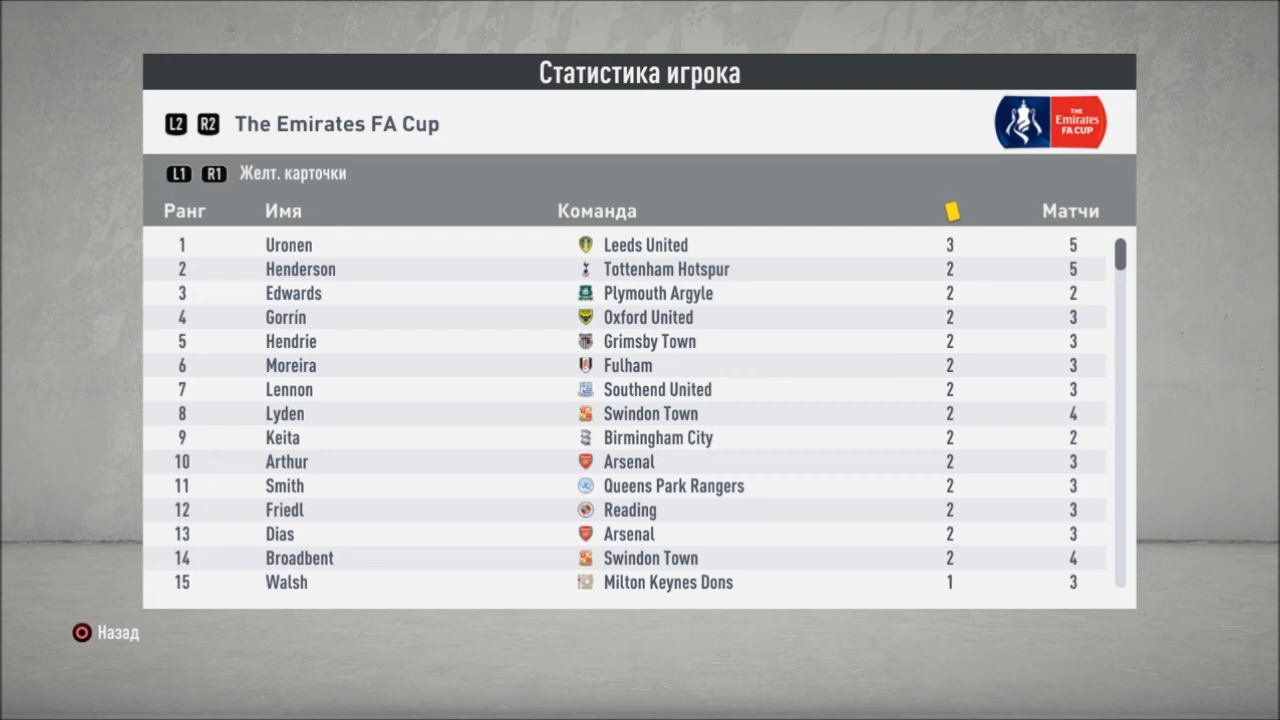 Статистика игрока
L2 R2 The Emirates FA Cup
THE
Emirates
FA CUP
L1 R1 Желт. карточки
Ранг Имя Команда Матчи
1 Uronen Leeds United 3 5
2 Henderson Tottenham Hotspur 2 5
3 Edwards Plymouth Argyle 2 2
4 Gorrín Oxford United 2 3
5 Hendrie Grimsby Town 2 3
6 Moreira Fulham 2 3
7 Lennon Southend United 2 3
8 Lyden Swindon Town 2 4
9 Keita Birmingham City 2 2
10 Arthur Arsenal 2 3
11 Smith Queens Park Rangers 2 3
12 Friedl Reading 2 3
13 Dias Arsenal 2 3
14 Broadbent Swindon Town 2 4
15 Walsh Milton Keynes Dons 1 3
Назад